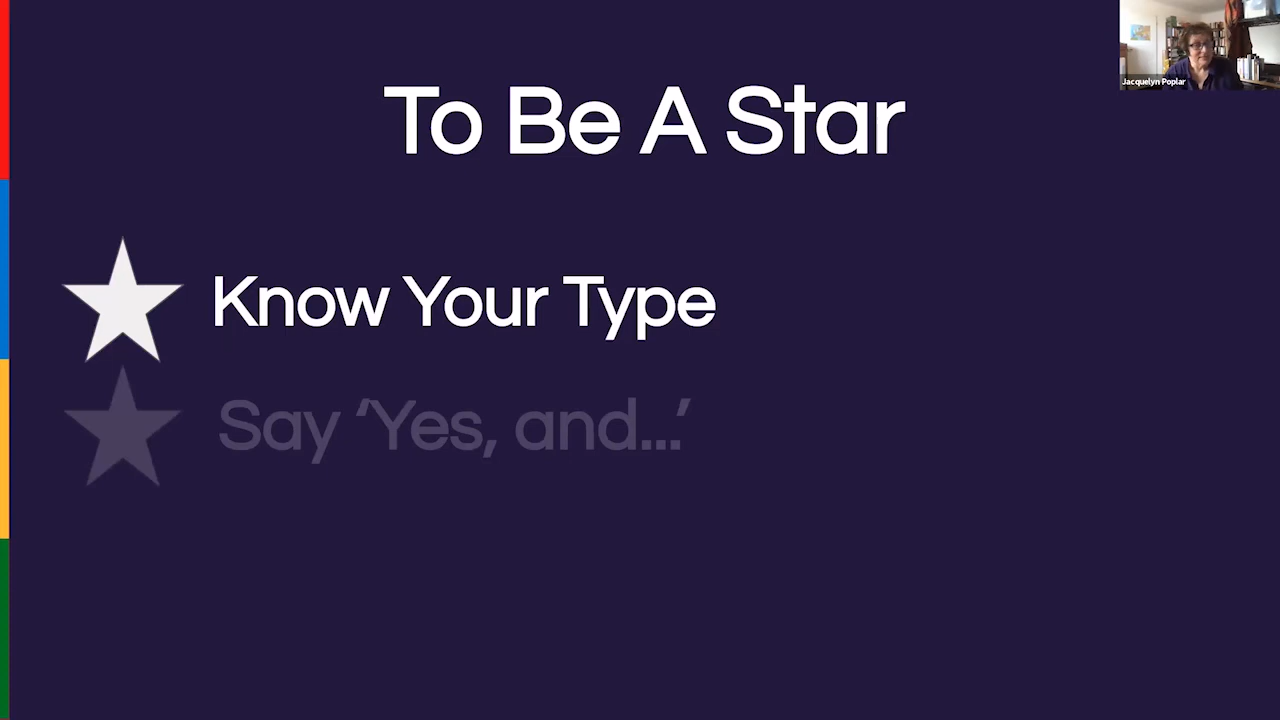 To Be A Star
Jacquelyn Poplar
Know Your Type
Say ‘Yes, and...’